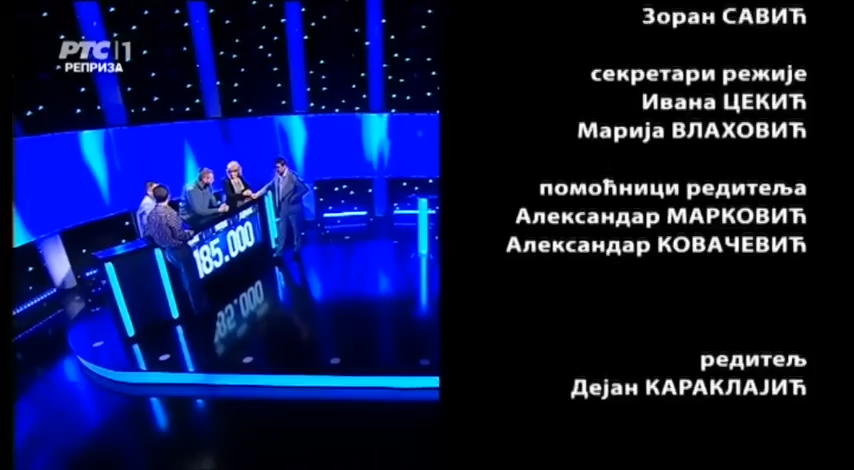 РТС|1
РЕПРИЗА
185.000
Зоран САВИЋ
секретари режије
Ивана ЦЕКИЋ
Марија ВЛАХОВИЋ
помоћници редитеља
Александар МАРКОВИЋ
Александар КОВАЧЕВИЋ
редитељ
Дејан КАРАКЛАЈИЋ